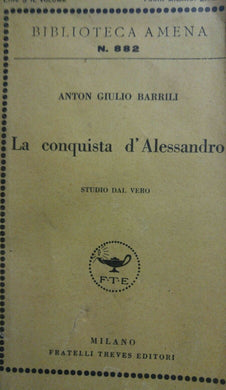 BIBLIOTECA AMENA
N. 882
ANTON GIULIO BARRILI
La conquista d'Alessandro
STUDIO DAL VERO
F·T·E
MILANO
FRATELLI TREVES EDITORI